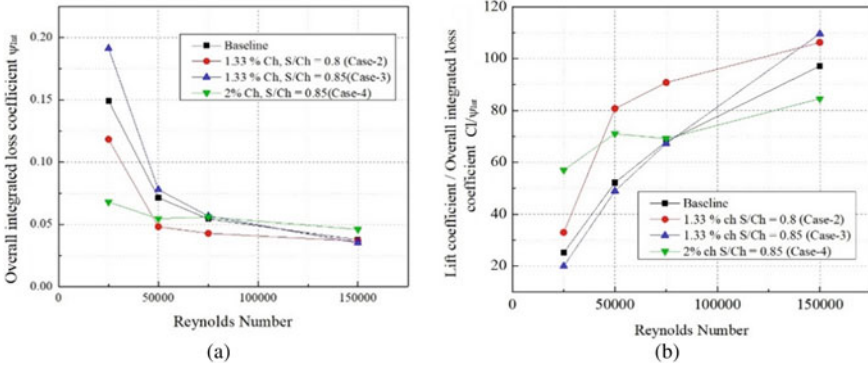 Overall integrated loss coefficient ψtat
0.20
0.15
0.10
0.05
0.00
Baseline
1.33 % Ch, S/Ch = 0.8 (Case-2)
1.33 % Ch, S/Ch = 0.85(Case-3)
2% Ch, S/Ch = 0.85(Case-4)
0 50000 100000 150000
Reynolds Number
(a)
Lift coefficient / Overall integrated loss
coefficient Cl/ψtat
120
100
80
60
40
20
Baseline
1.33 % ch S/Ch = 0.8 (Case-2)
1.33 % ch S/Ch = 0.85 (Case-3)
2% ch S/Ch = 0.85 (Case-4)
0 50000 100000 150000
Reynolds Number
(b)